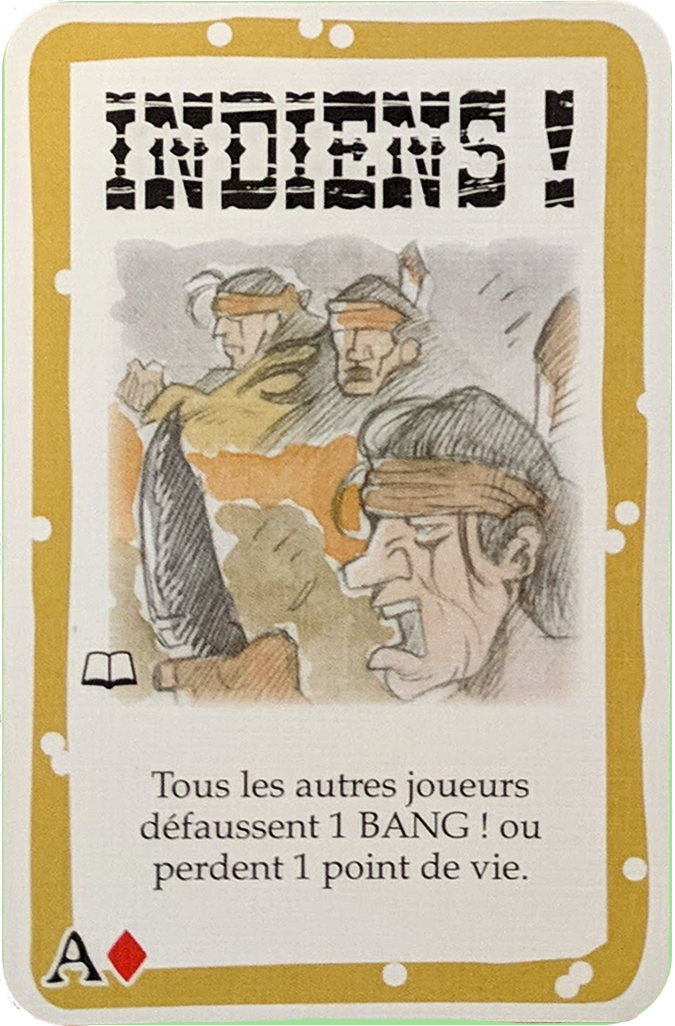 INDIENS !
Tous les autres joueurs
défaussent 1 BANG ! ou
perdent 1 point de vie.
A♦